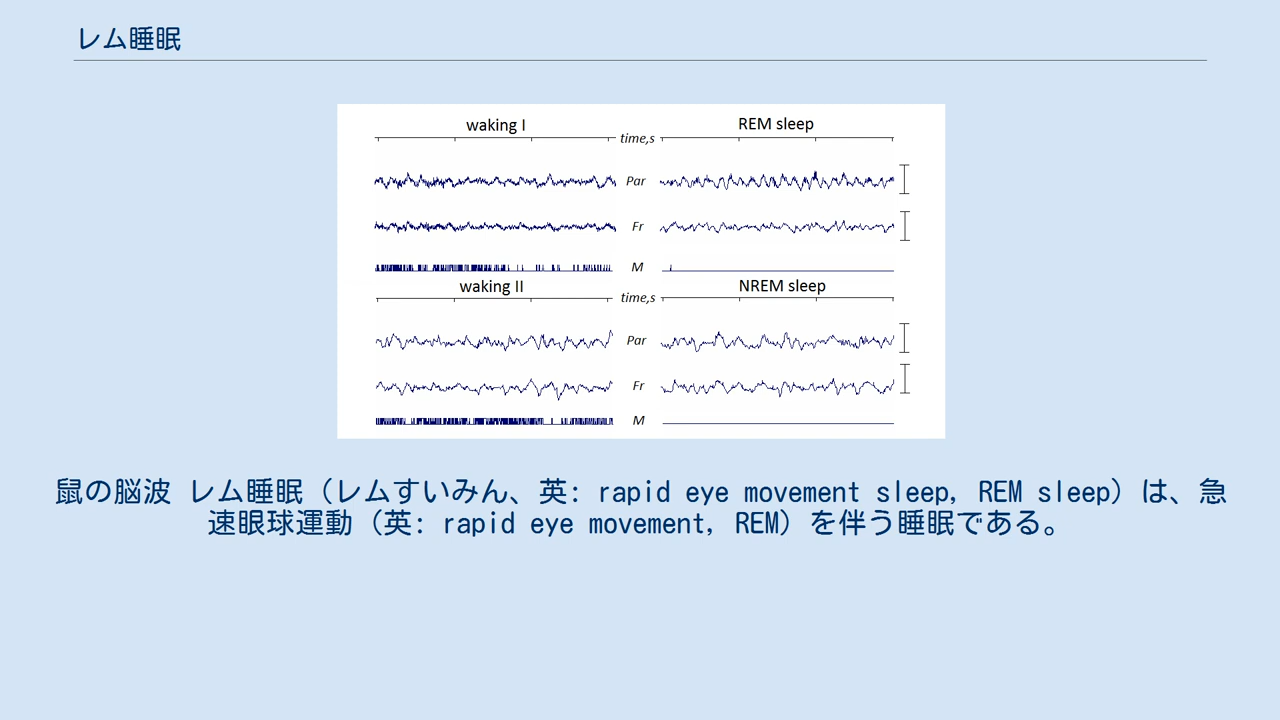 レム睡眠
waking I
REM sleep
time,s
Par
Fr
M
waking II
NREM sleep
time,s
Par
Fr
M
鼠の脳波 レム睡眠（レムすいみん、英: rapid eye movement sleep, REM sleep）は、急
速眼球運動（英: rapid eye movement, REM）を伴う睡眠である。